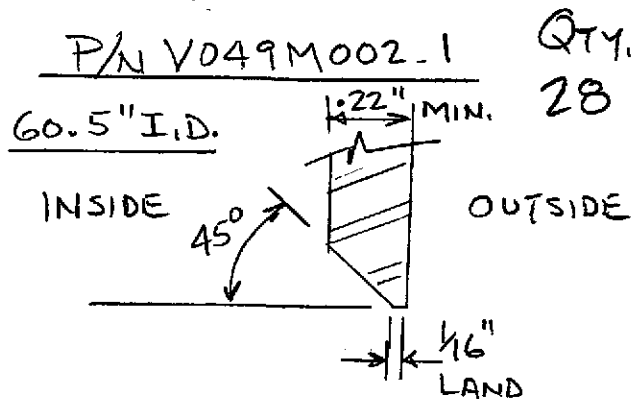 P/N V049M002-1
QTY.
28
60.5" I.D.
.22" MIN.
INSIDE
45°
OUTSIDE
1/16"
LAND